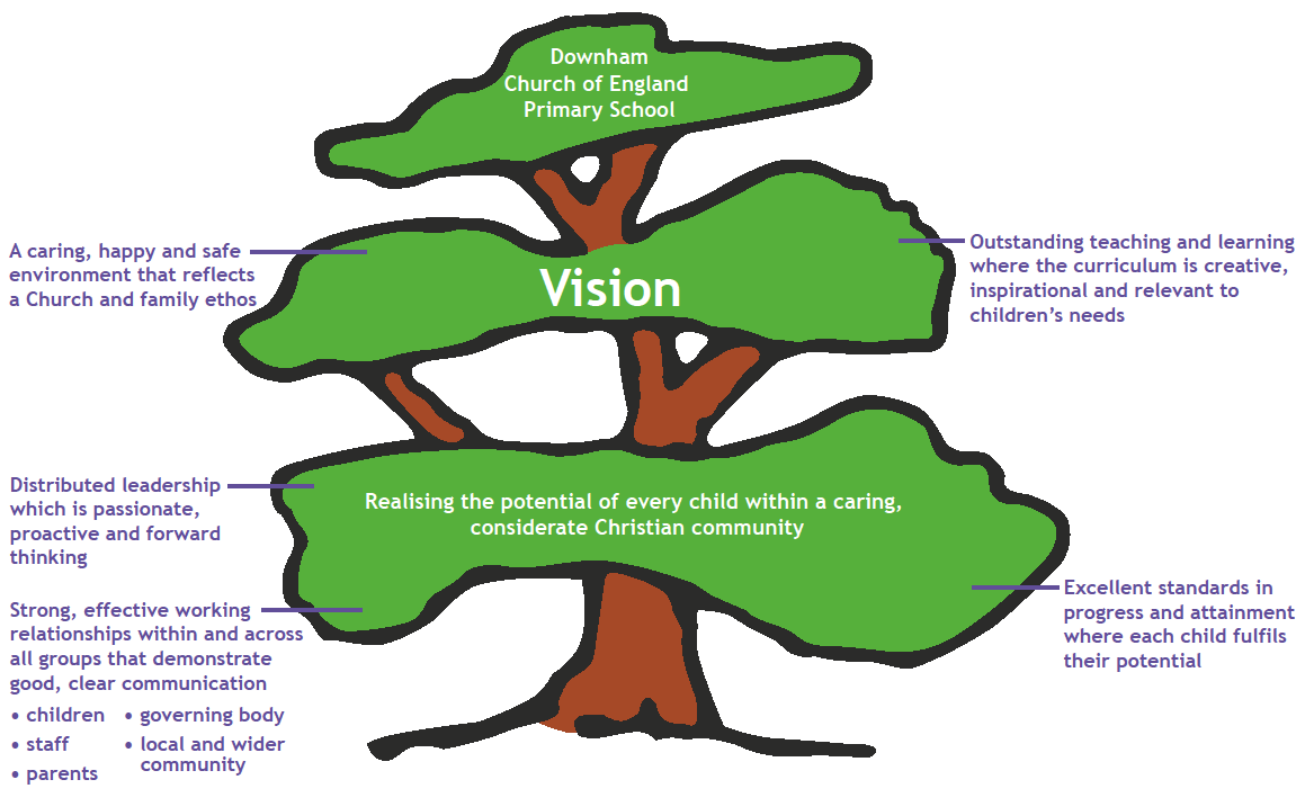 Downham
Church of England
Primary School
A caring, happy and safe
environment that reflects
a Church and family ethos
Vision
Outstanding teaching and learning
where the curriculum is creative,
inspirational and relevant to
children's needs
Distributed leadership
which is passionate,
proactive and forward
thinking
Realising the potential of every child within a caring,
considerate Christian community
Strong, effective working
relationships within and across
all groups that demonstrate
good, clear communication
• children
• staff
• parents
• governing body
• local and wider
community
Excellent standards in
progress and attainment
where each child fulfils
their potential